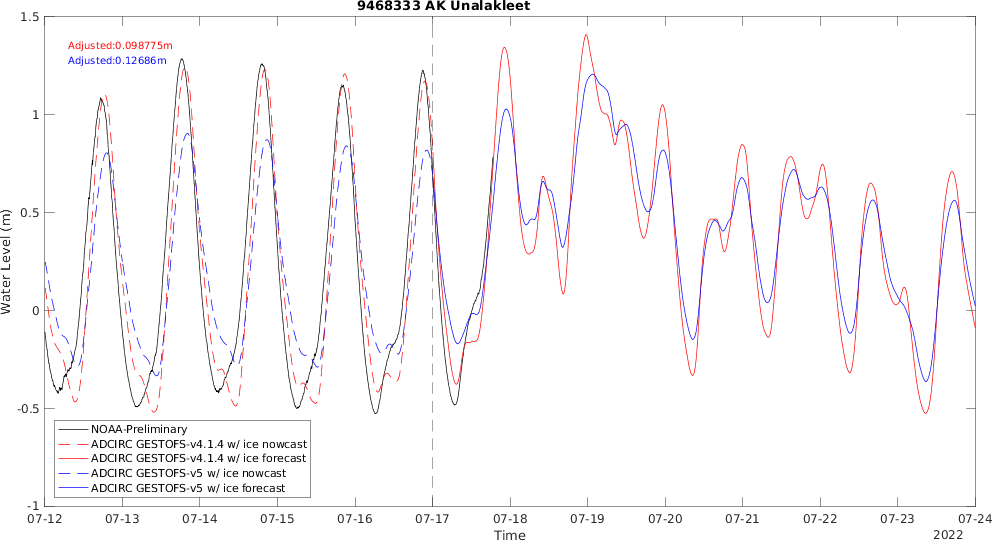 9468333 AK Unalakleet
1.5
Adjusted:0.098775m
Adjusted:0.12686m
1
0.5
0
-0.5
-1
Water Level (m)
NOAA-Preliminary
ADCIRC GESTOFS-v4.1.4 w/ ice nowcast
ADCIRC GESTOFS-v4.1.4 w/ ice forecast
ADCIRC GESTOFS-v5 w/ ice nowcast
ADCIRC GESTOFS-v5 w/ ice forecast
07-12 07-13 07-14 07-15 07-16 07-17 07-18 07-19 07-20 07-21 07-22 07-23 07-24
Time
2022